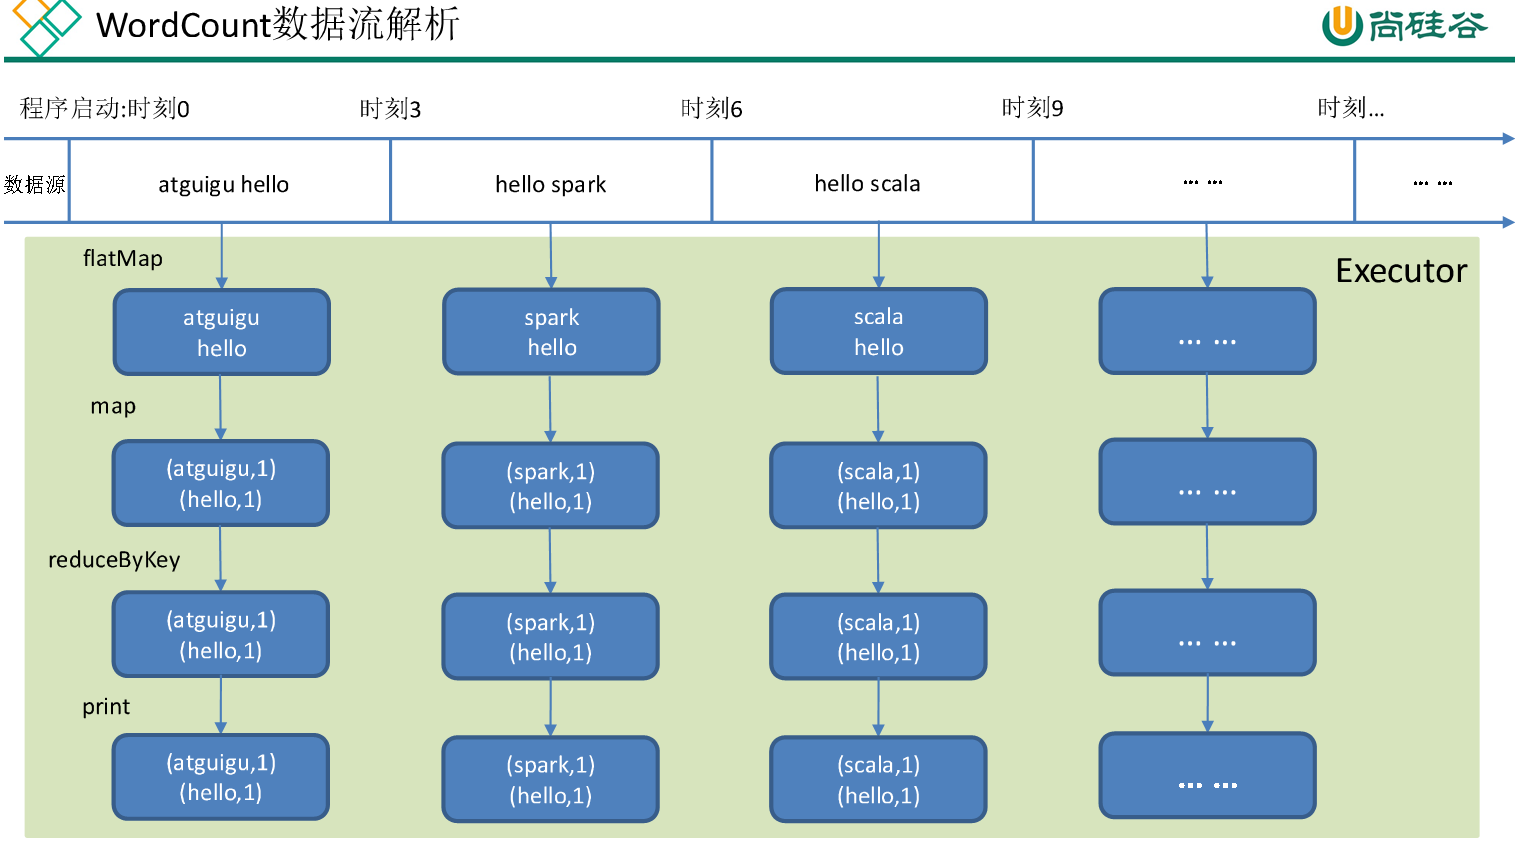 WordCount数据流解析
尚硅谷
程序启动:时刻0 时刻3 时刻6 时刻9 时刻...
数据源 atguigu hello hello spark hello scala ... ... ... ...
flatMap
Executor
atguigu
hello
spark
hello
scala
hello
... ...
map
(atguigu,1)
(hello,1)
(spark,1)
(hello,1)
(scala,1)
(hello,1)
... ...
reduceByKey
(atguigu,1)
(hello,1)
(spark,1)
(hello,1)
(scala,1)
(hello,1)
... ...
print
(atguigu,1)
(hello,1)
(spark,1)
(hello,1)
(scala,1)
(hello,1)
... ...